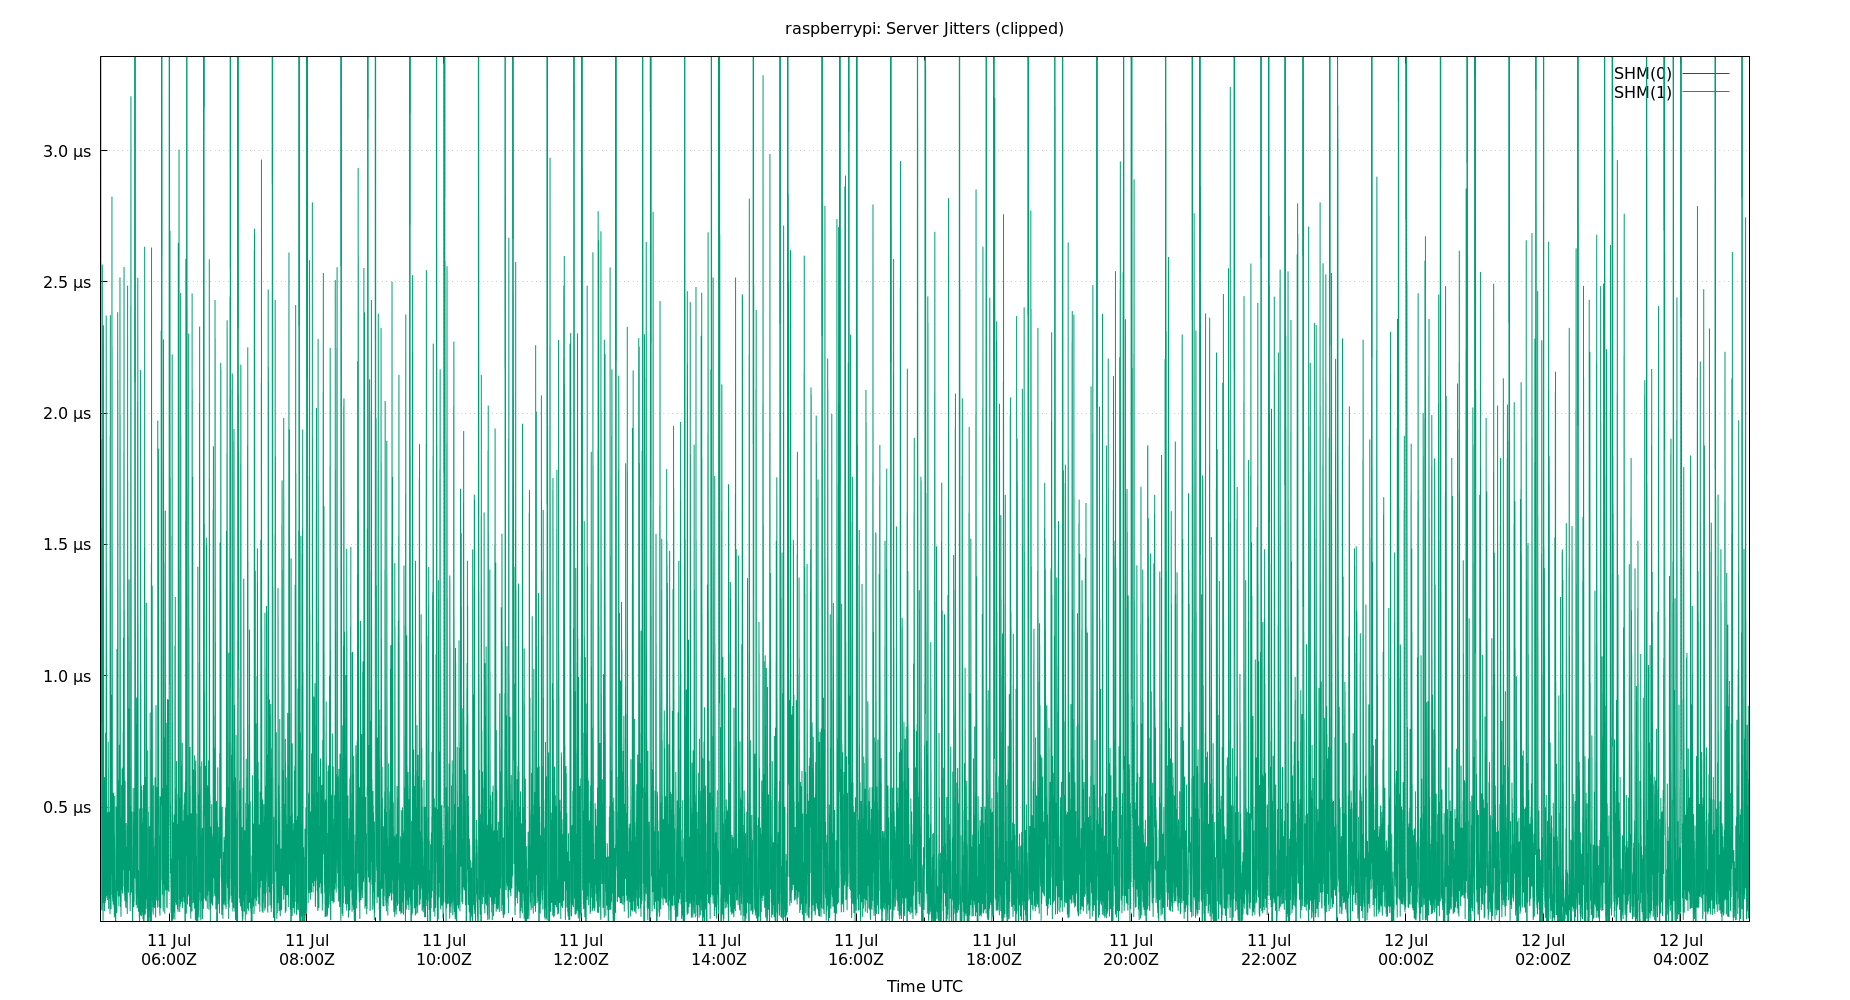 raspberrypi: Server Jitters (clipped)
SHM(0)
SHM(1)
3.0 µs
2.5 µs
2.0 µs
1.5 µs
1.0 µs
0.5 µs
11 Jul 11 Jul 11 Jul 11 Jul 11 Jul 11 Jul 11 Jul 11 Jul 11 Jul 12 Jul 12 Jul 12 Jul
06:00Z 08:00Z 10:00Z 12:00Z 14:00Z 16:00Z 18:00Z 20:00Z 22:00Z 00:00Z 02:00Z 04:00Z
Time UTC